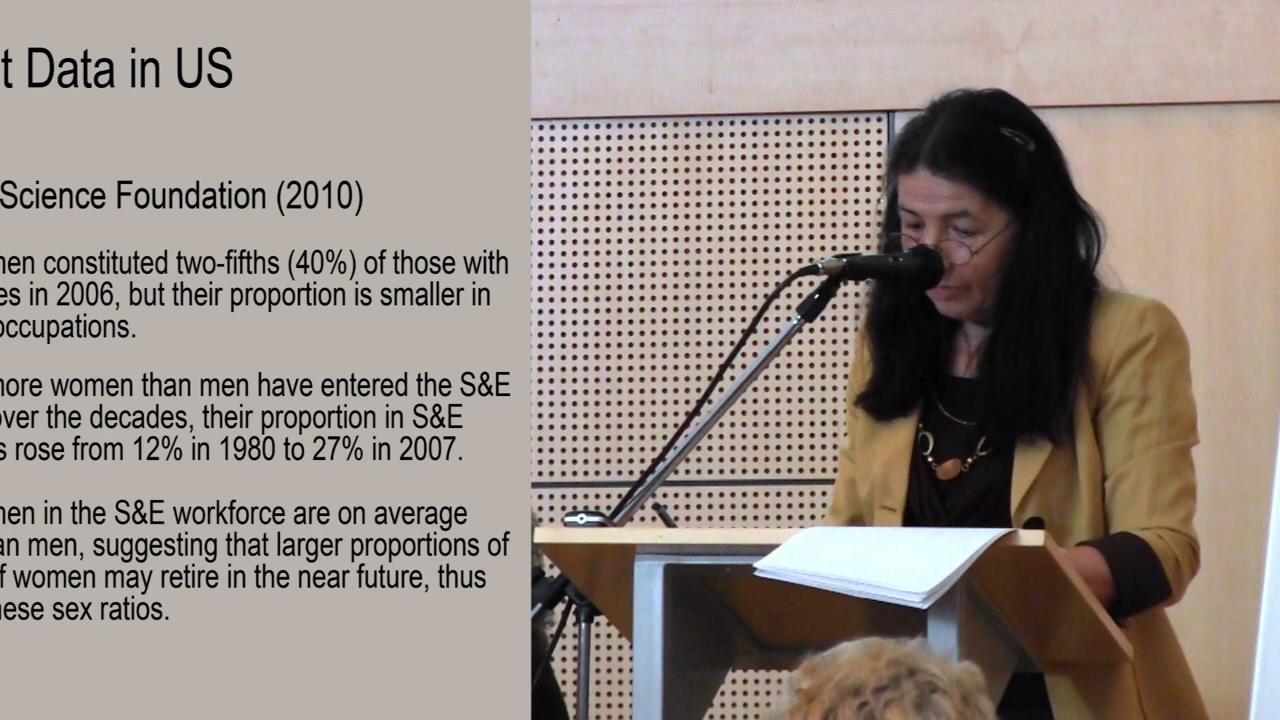 t Data in US
Science Foundation (2010)
nen constituted two-fifths (40%) of those with
es in 2006, but their proportion is smaller in
occupations.
nore women than men have entered the S&E
over the decades, their proportion in S&E
s rose from 12% in 1980 to 27% in 2007.
nen in the S&E workforce are on average
an men, suggesting that larger proportions of
f women may retire in the near future, thus
nese sex ratios.